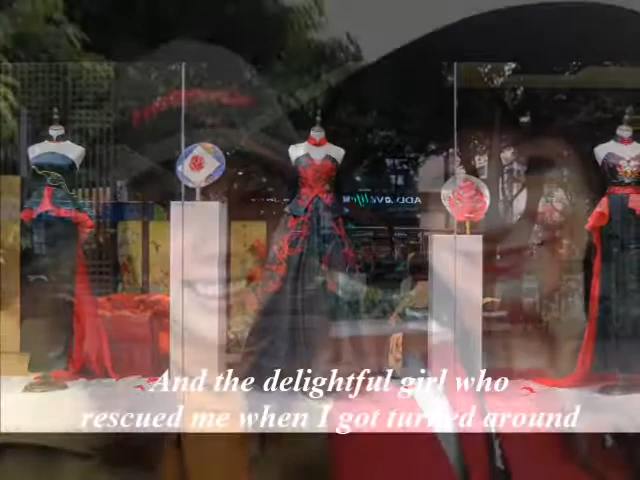 And the delightful girl who
rescued me when I got turned around